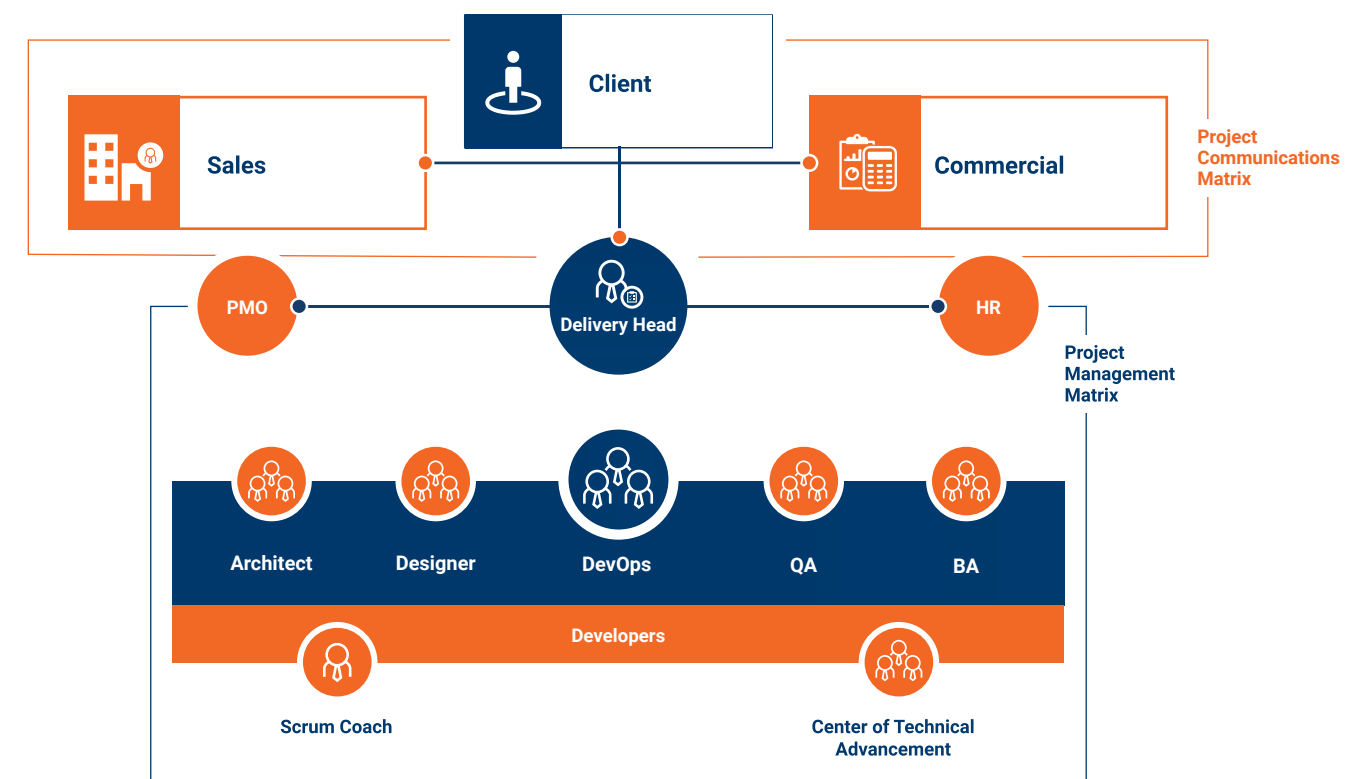 Client
Sales
Commercial
Project
Communications
Matrix
PMO
Delivery Head
HR
Project
Management
Matrix
Architect
Designer
DevOps
QA
BA
Developers
Scrum Coach
Center of Technical
Advancement